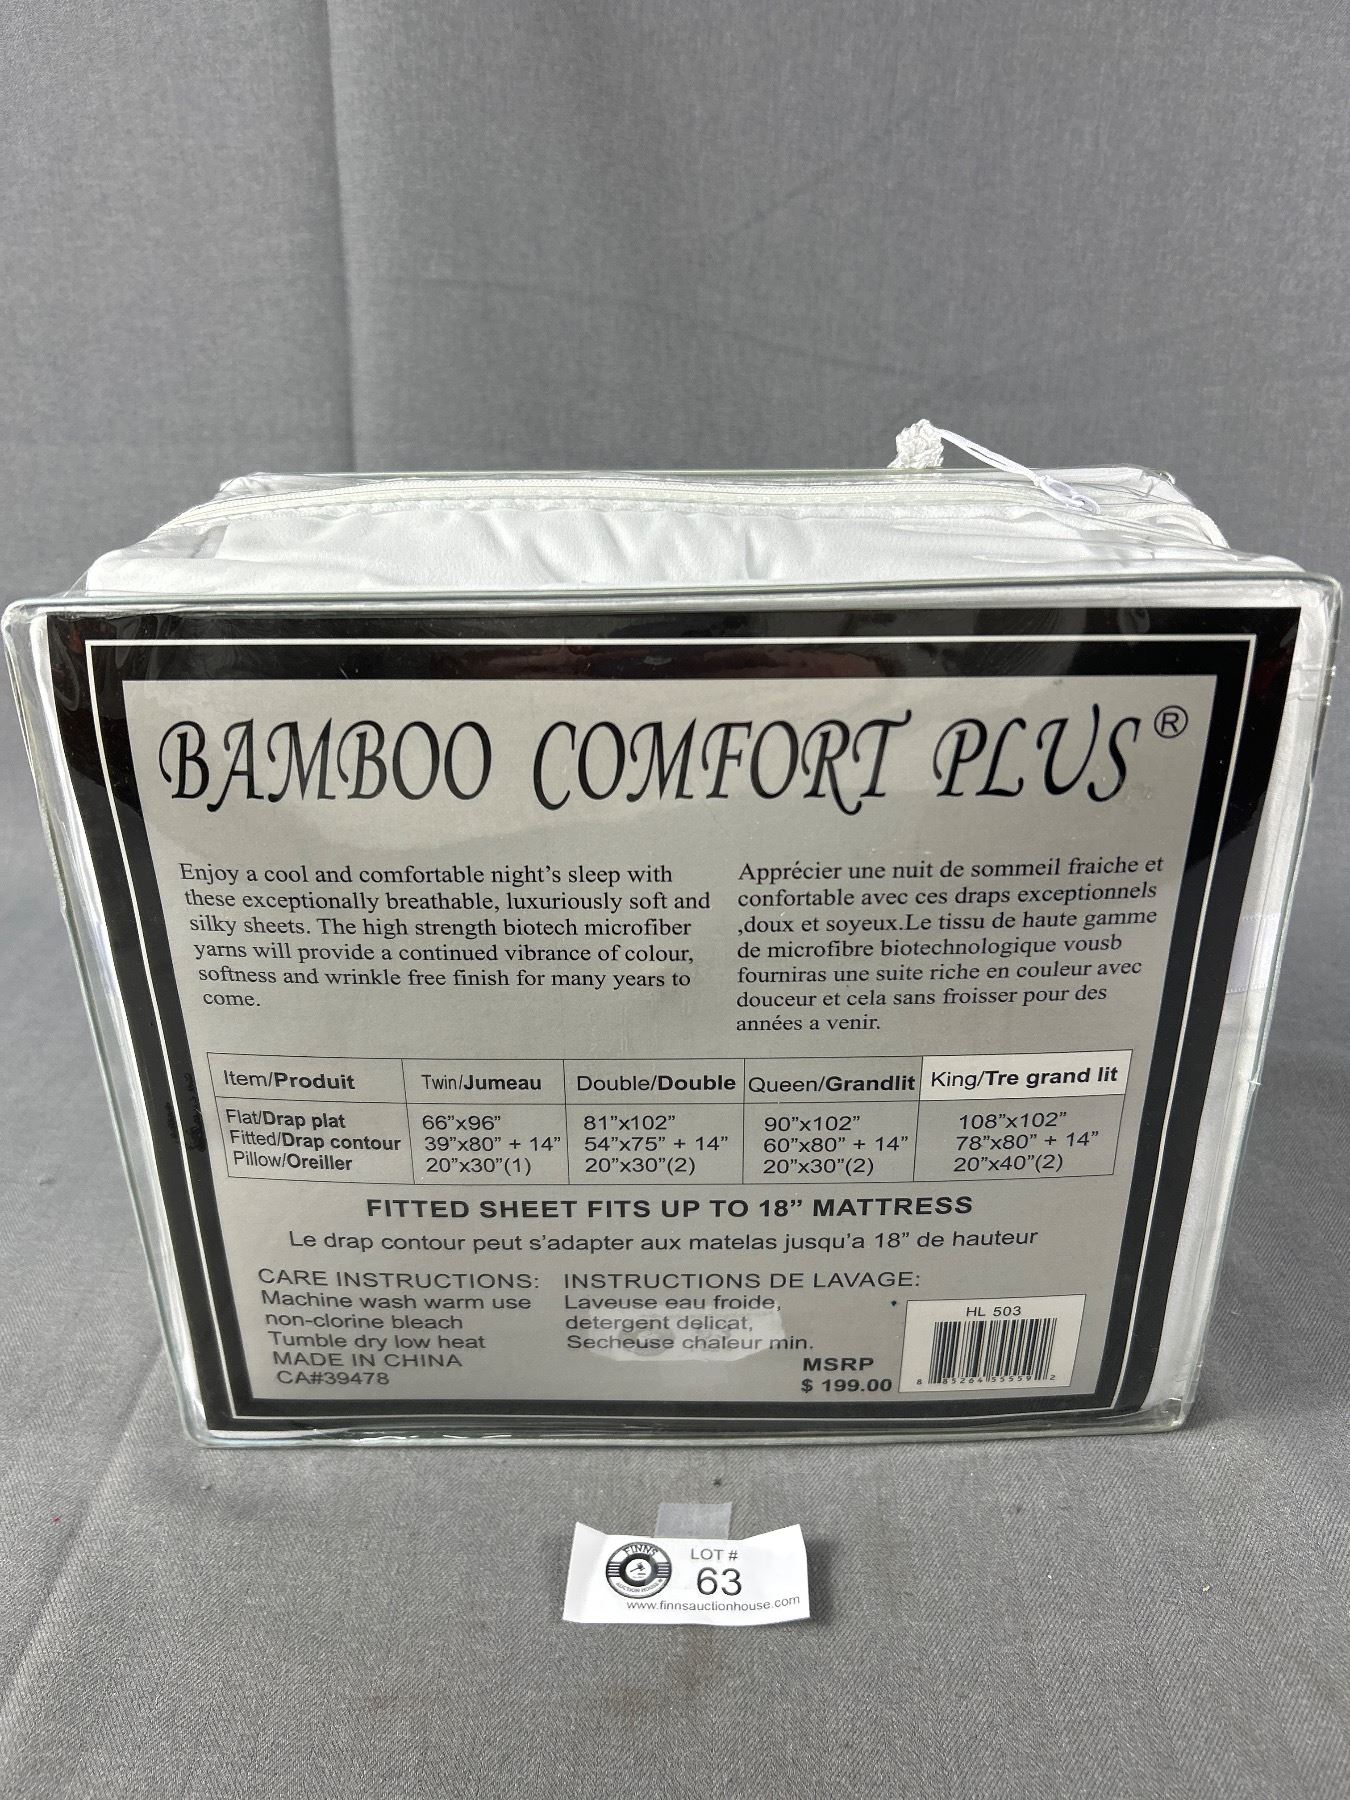 BAMBOO COMFORT PLUS®
Enjoy a cool and comfortable night's sleep with
these exceptionally breathable, luxuriously soft and
silky sheets. The high strength biotech microfiber
yarns will provide a continued vibrance of colour,
softness and wrinkle free finish for many years to
come.
Apprécier une nuit de sommeil fraiche et
confortable avec ces draps exceptionnels
,doux et soyeux.Le tissu de haute gamme
de microfibre biotechnologique vousb
fourniras une suite riche en couleur avec
douceur et cela sans froisser pour des
années a venir.
Item/Produit Twin/Jumeau Double/Double Queen/Grandlit King/Tre grand lit
Flat/Drap plat 66"x96" 81"x102" 90"x102" 108"x102"
Fitted/Drap contour 39"x80" + 14" 54"x75" + 14" 60"x80" + 14" 78"x80" + 14"
Pillow/Oreiller 20"x30"(1) 20"x30"(2) 20"x30"(2) 20"x40"(2)
FITTED SHEET FITS UP TO 18" MATTRESS
Le drap contour peut s'adapter aux matelas jusqu'a 18" de hauteur
CARE INSTRUCTIONS:
Machine wash warm use
non-clorine bleach
Tumble dry low heat
MADE IN CHINA
CA#39478
INSTRUCTIONS DE LAVAGE:
Laveuse eau froide,
detergent delicat,
Secheuse chaleur min.
MSRP
$ 199.00
HL 503
8 85264 55559 2
FINNS
AUCTION HOUSE
LOT #
63
www.finnsauctionhouse.com